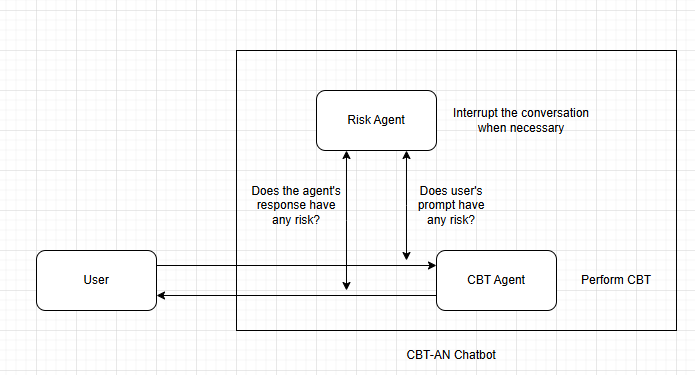 Risk Agent
Interrupt the conversation
when necessary
Does the agent's
response have
any risk?
Does user's
prompt have
any risk?
User
CBT Agent
Perform CBT
CBT-AN Chatbot